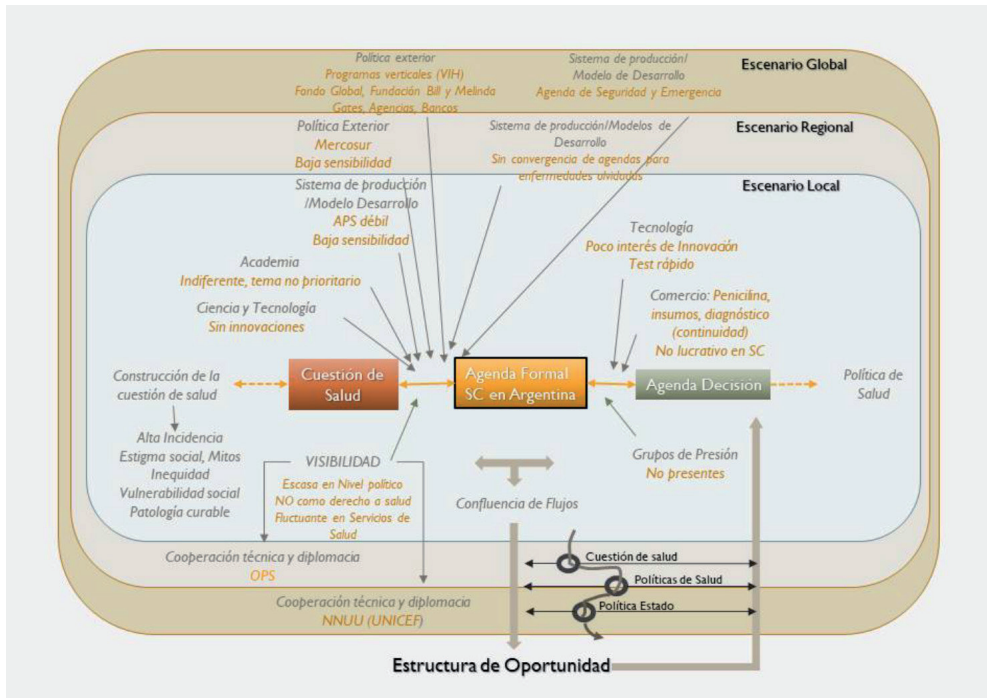 Escenario Global
Política exterior
Programas verticales (VIH)
Fondo Global, Fundación Bill y Melinda
Gates, Agencias, Bancos
Sistema de producción/
Modelo de Desarrollo
Agenda de Seguridad y Emergencia
Escenario Regional
Política Exterior
Mercosur
Baja sensibilidad
Sistema de producción/Modelos de
Desarrollo
Sin convergencia de agendas para
enfermedades olvidadas
Escenario Local
Sistema de producción
/Modelo Desarrollo
APS débil
Baja sensibilidad
Academia
Indiferente, tema no prioritario
Ciencia y Tecnología
Sin innovaciones
Tecnología
Poco interés de Innovación
Test rápido
Comercio: Penicilina,
insumos, diagnóstico
(continuidad)
No lucrativo en SC
Construcción de la
cuestión de salud
Cuestión de
Salud
Agenda Formal
SC en Argentina
Agenda Decisión
Política de
Salud
Alta Incidencia
Estigma social, Mitos
Inequidad
Vulnerabilidad social
Patología curable
VISIBILIDAD
Escasa en Nivel político
NO como derecho a salud
Fluctuante en Servicios de
Salud
Grupos de Presión
No presentes
Confluencia de Flujos
Cooperación técnica y diplomacia
OPS
Cooperación técnica y diplomacia
NNUU (UNICEF)
Cuestión de salud
Políticas de Salud
Política Estado
Estructura de Oportunidad